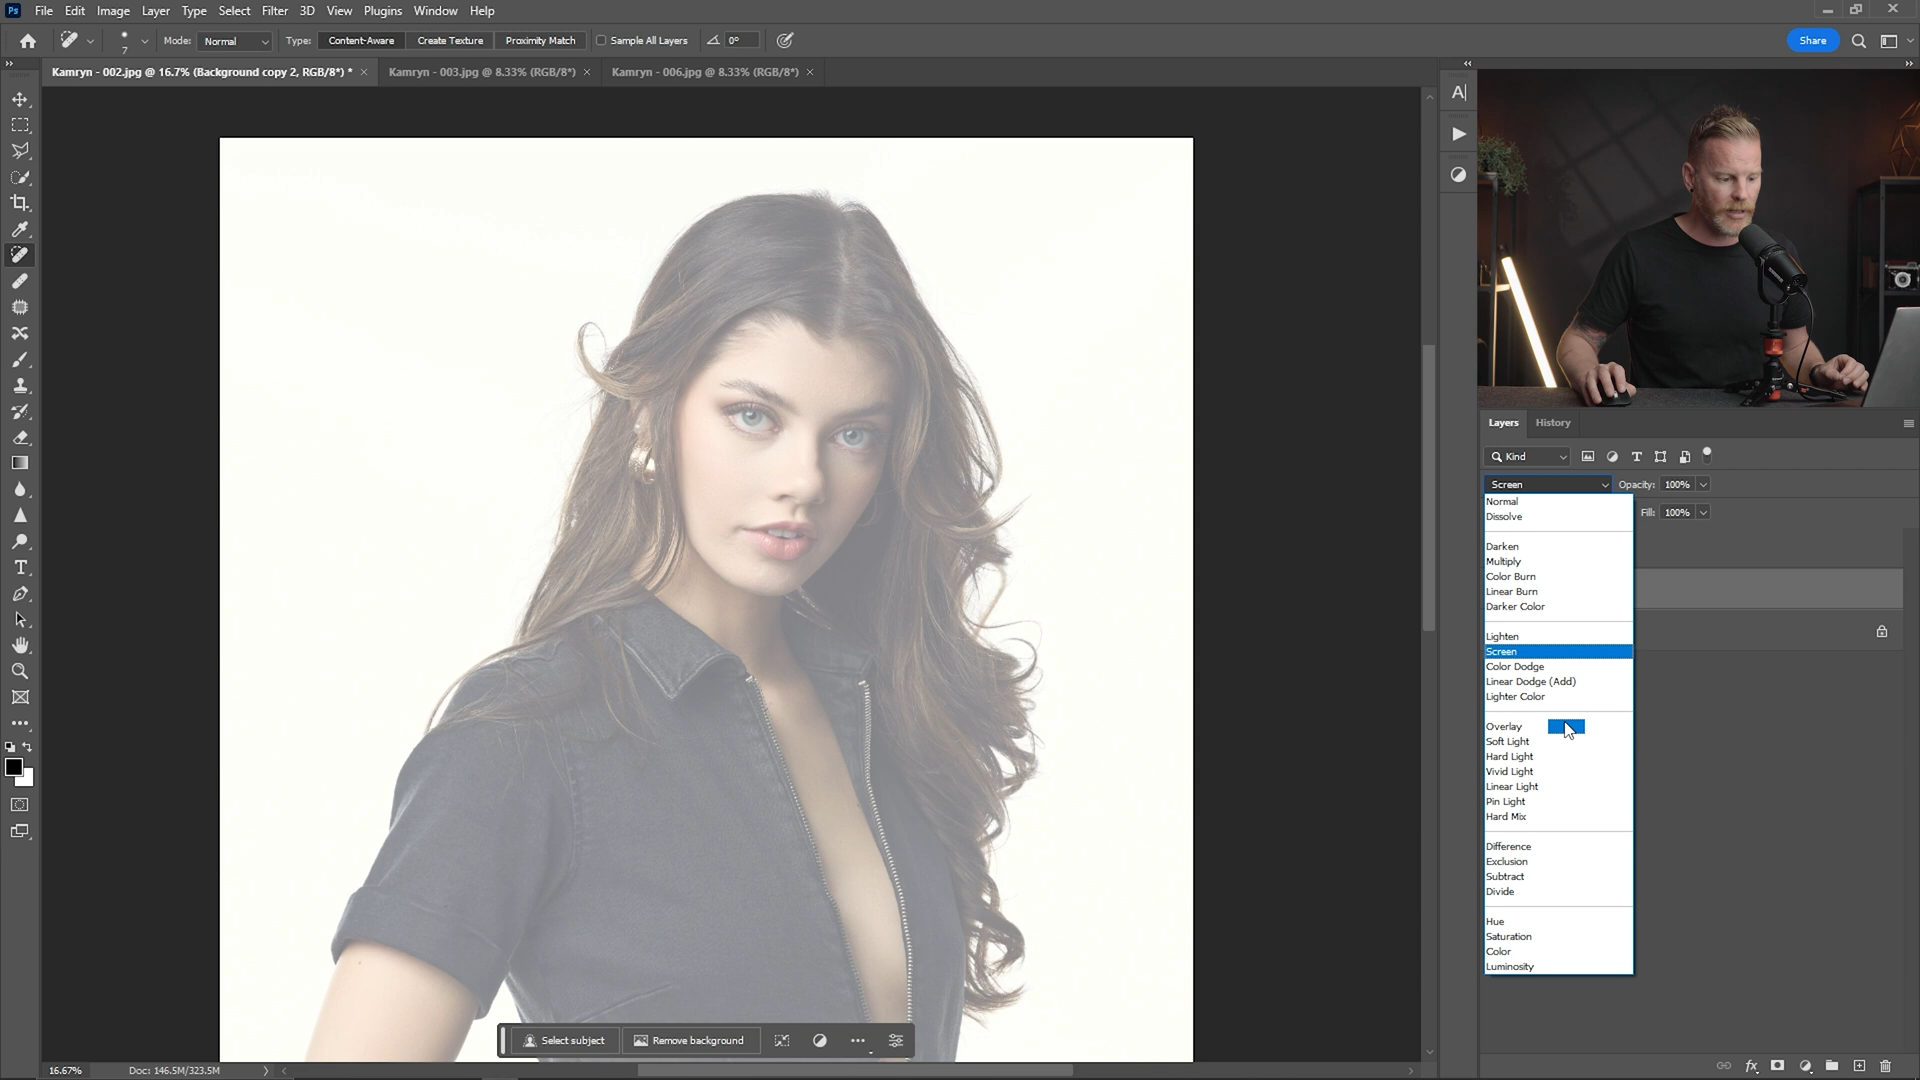 Ps File Edit Image Layer Type Select Filter 3D View Plugins Window Help
7 Mode: Normal Type: Content-Aware Create Texture Proximity Match Sample All Layers 0° Share
Kamryn - 002.jpg @ 16.7% (Background copy 2, RGB/8*) * Kamryn - 003.jpg @ 8.33% (RGB/8*) Kamryn - 006.jpg @ 8.33% (RGB/8*)
Layers History
Kind
Screen Opacity: 100%
Fill: 100%
Normal
Dissolve
Darken
Multiply
Color Burn
Linear Burn
Darker Color
Lighten
Screen
Color Dodge
Linear Dodge (Add)
Lighter Color
Overlay
Soft Light
Hard Light
Vivid Light
Linear Light
Pin Light
Hard Mix
Difference
Exclusion
Subtract
Divide
Hue
Saturation
Color
Luminosity
Select subject Remove background
16.67% Doc: 146.5M/323.5M